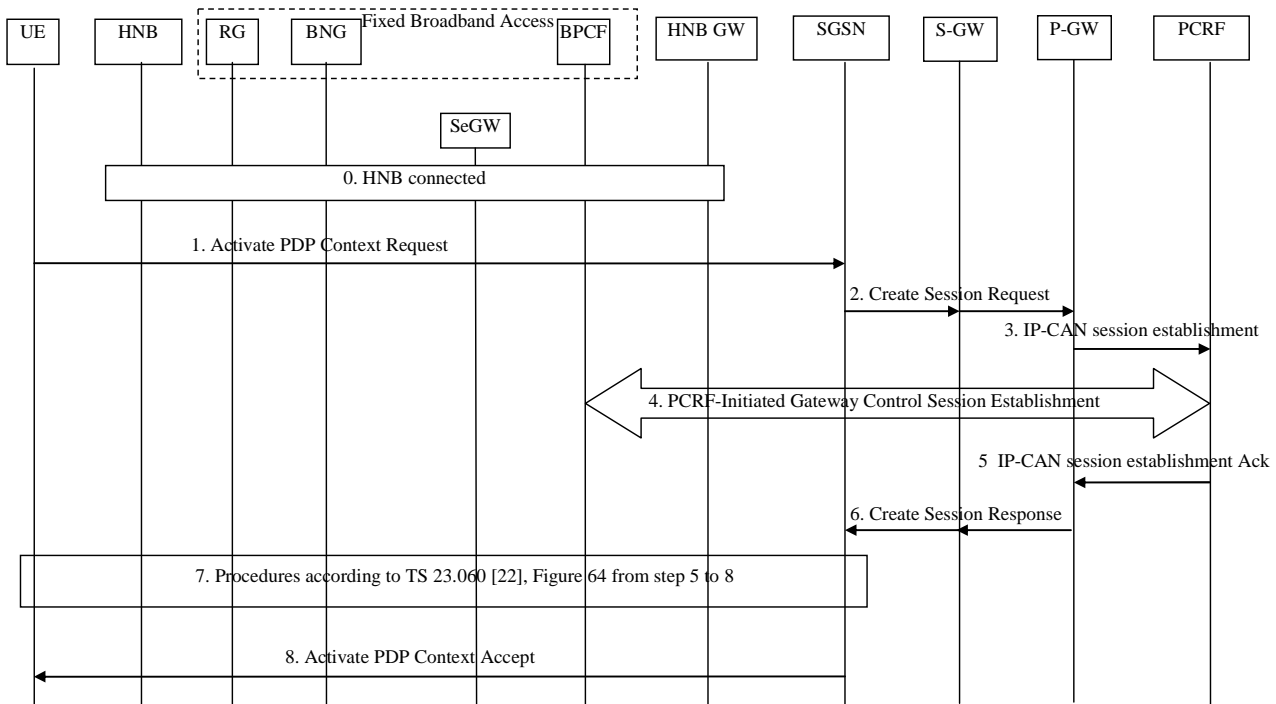 Fixed Broadband Access
UE
HNB
RG
BNG
BPCF
HNB GW
SGSN
S-GW
P-GW
PCRF
SeGW
0. HNB connected
1. Activate PDP Context Request
2. Create Session Request
3. IP-CAN session establishment
4. PCRF-Initiated Gateway Control Session Establishment
5 IP-CAN session establishment Ack
6. Create Session Response
7. Procedures according to TS 23.060 [22], Figure 64 from step 5 to 8
8. Activate PDP Context Accept